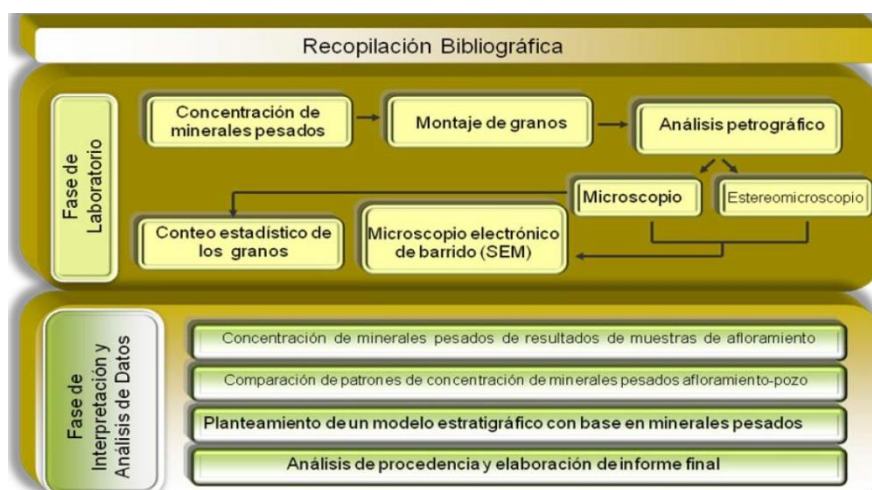 Recopilación Bibliográfica
Fase de
Laboratorio
Concentración de
minerales pesados
Montaje de granos
Análisis petrográfico
Microscopio
Estereomicroscopio
Conteo estadístico de
los granos
Microscopio electrónico
de barrido (SEM)
Fase de
Interpretación y
Análisis de Datos
Concentración de minerales pesados de resultados de muestras de afloramiento
Comparación de patrones de concentración de minerales pesados afloramiento-pozo
Planteamiento de un modelo estratigráfico con base en minerales pesados
Análisis de procedencia y elaboración de informe final